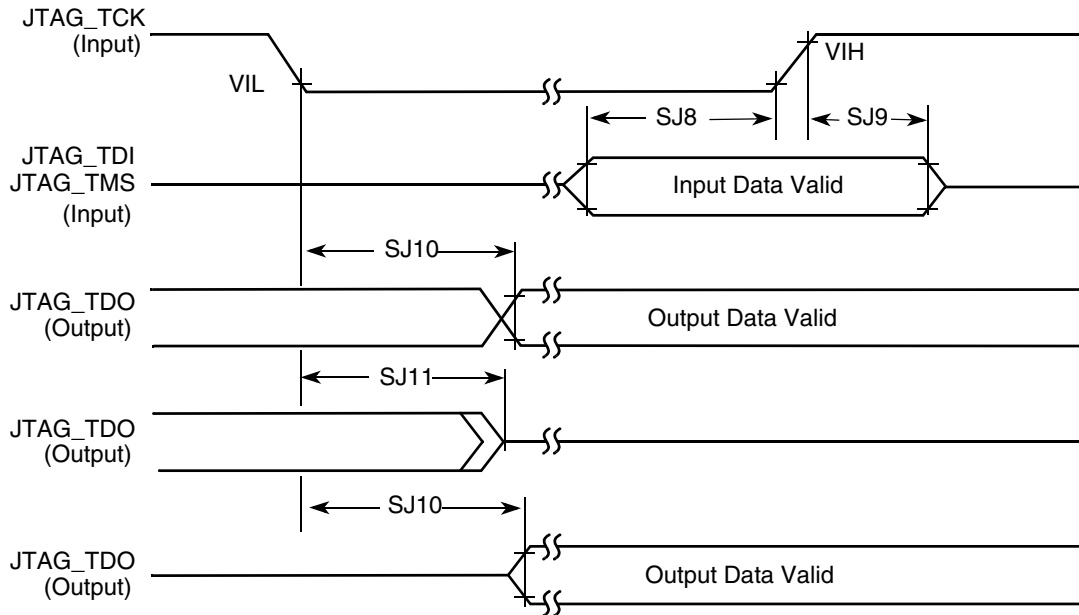 JTAG_TCK
(Input)
VIL
VIH
SJ8
SJ9
JTAG_TDI
JTAG_TMS
(Input)
Input Data Valid
SJ10
JTAG_TDO
(Output)
Output Data Valid
SJ11
JTAG_TDO
(Output)
SJ10
JTAG_TDO
(Output)
Output Data Valid